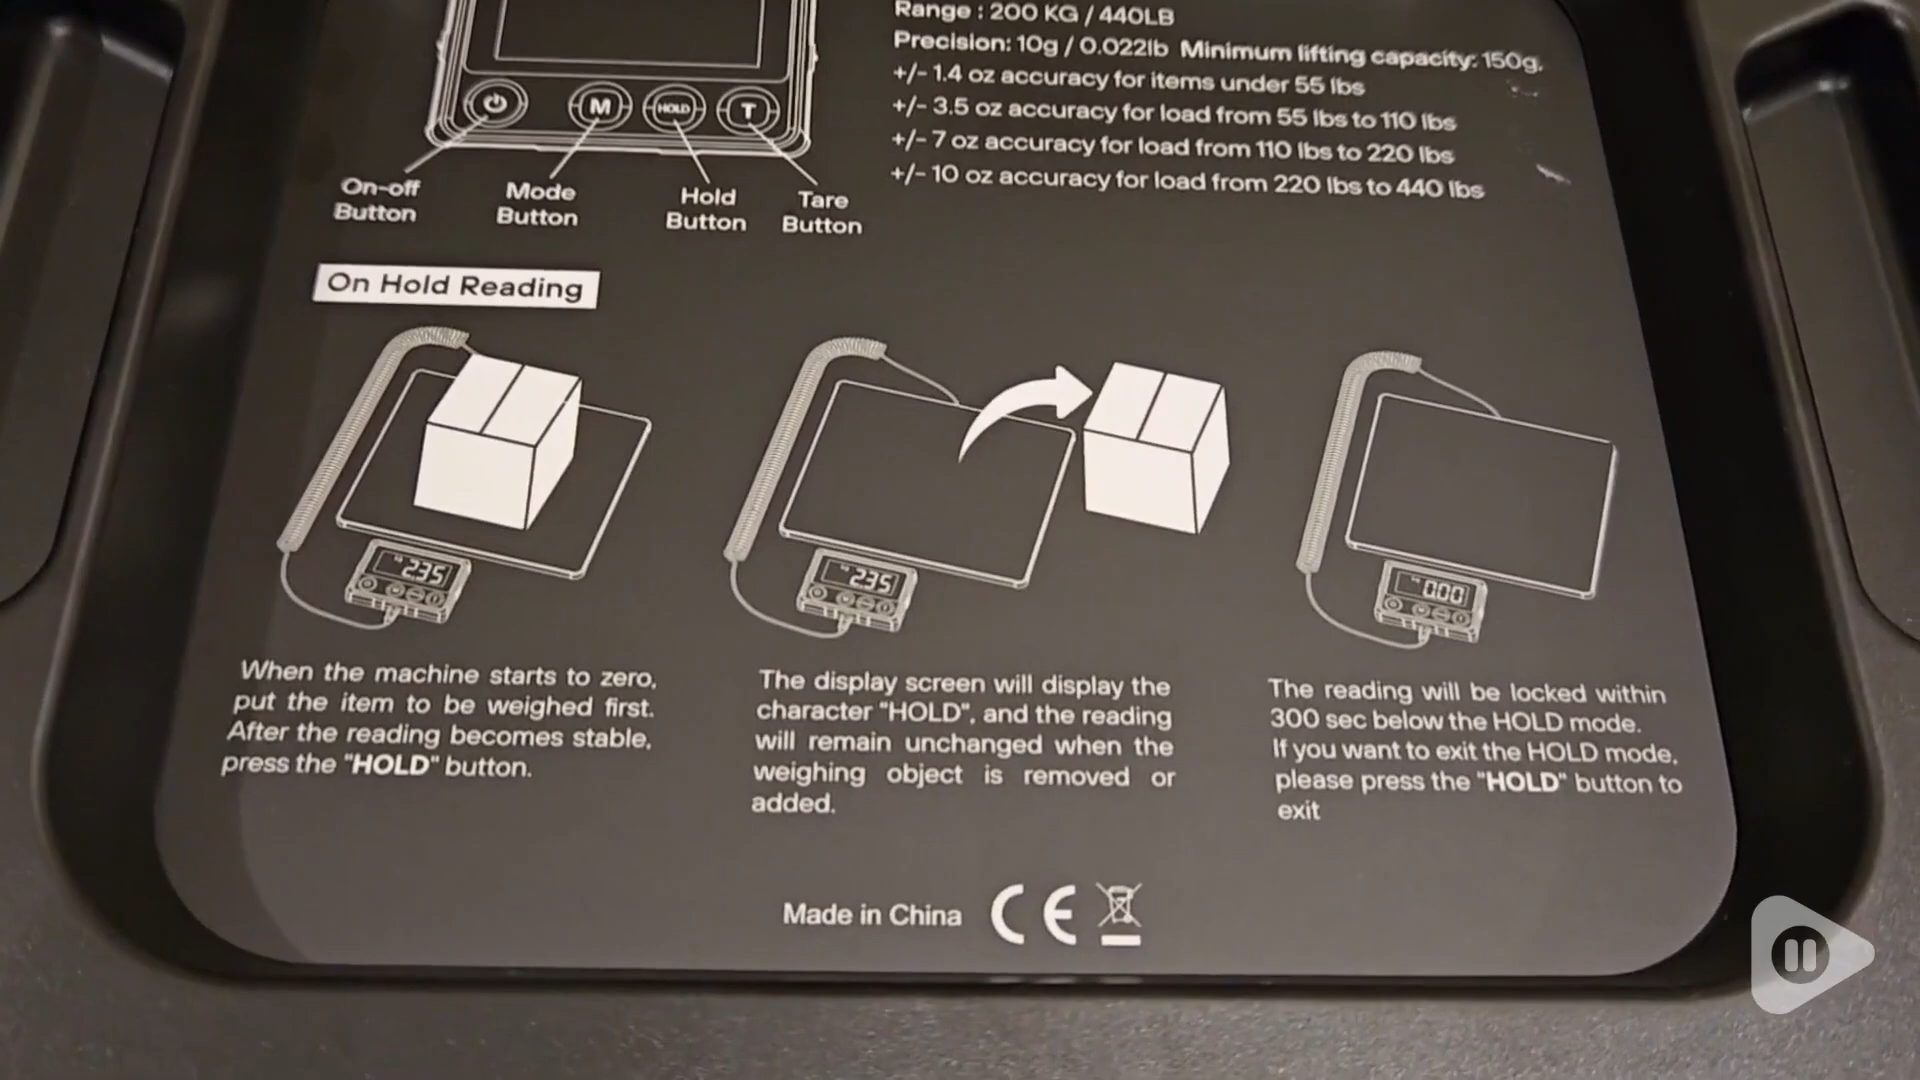 Range : 200 KG / 440LB
Precision: 10g / 0.022lb Minimum lifting capacity: 150g,
+/- 1.4 oz accuracy for items under 55 lbs
+/- 3.5 oz accuracy for load from 55 lbs to 110 lbs
+/- 7 oz accuracy for load from 110 lbs to 220 lbs
+/- 10 oz accuracy for load from 220 lbs to 440 lbs
M HOLD T
On-off
Button
Mode
Button
Hold
Button
Tare
Button
On Hold Reading
2.35
2.35
0.00
When the machine starts to zero,
put the item to be weighed first.
After the reading becomes stable,
press the "HOLD" button.
The display screen will display the
character "HOLD", and the reading
will remain unchanged when the
weighing object is removed or
added.
The reading will be locked within
300 sec below the HOLD mode.
If you want to exit the HOLD mode,
please press the "HOLD" button to
exit
Made in China CE